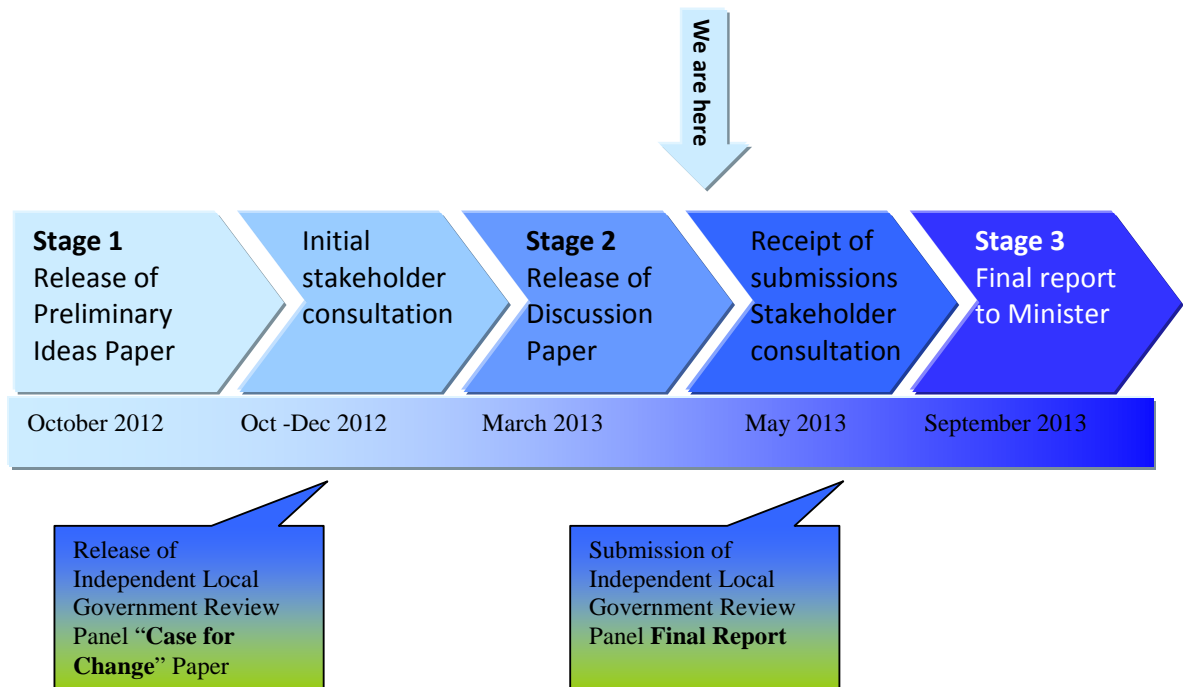 We are here
Stage 1
Release of
Preliminary
Ideas Paper
Initial
stakeholder
consultation
Stage 2
Release of
Discussion
Paper
Receipt of
submissions
Stakeholder
consultation
Stage 3
Final report
to Minister
October 2012
Oct -Dec 2012
March 2013
May 2013
September 2013
Release of
Independent Local
Government Review
Panel “Case for
Change” Paper
Submission of
Independent Local
Government Review
Panel Final Report